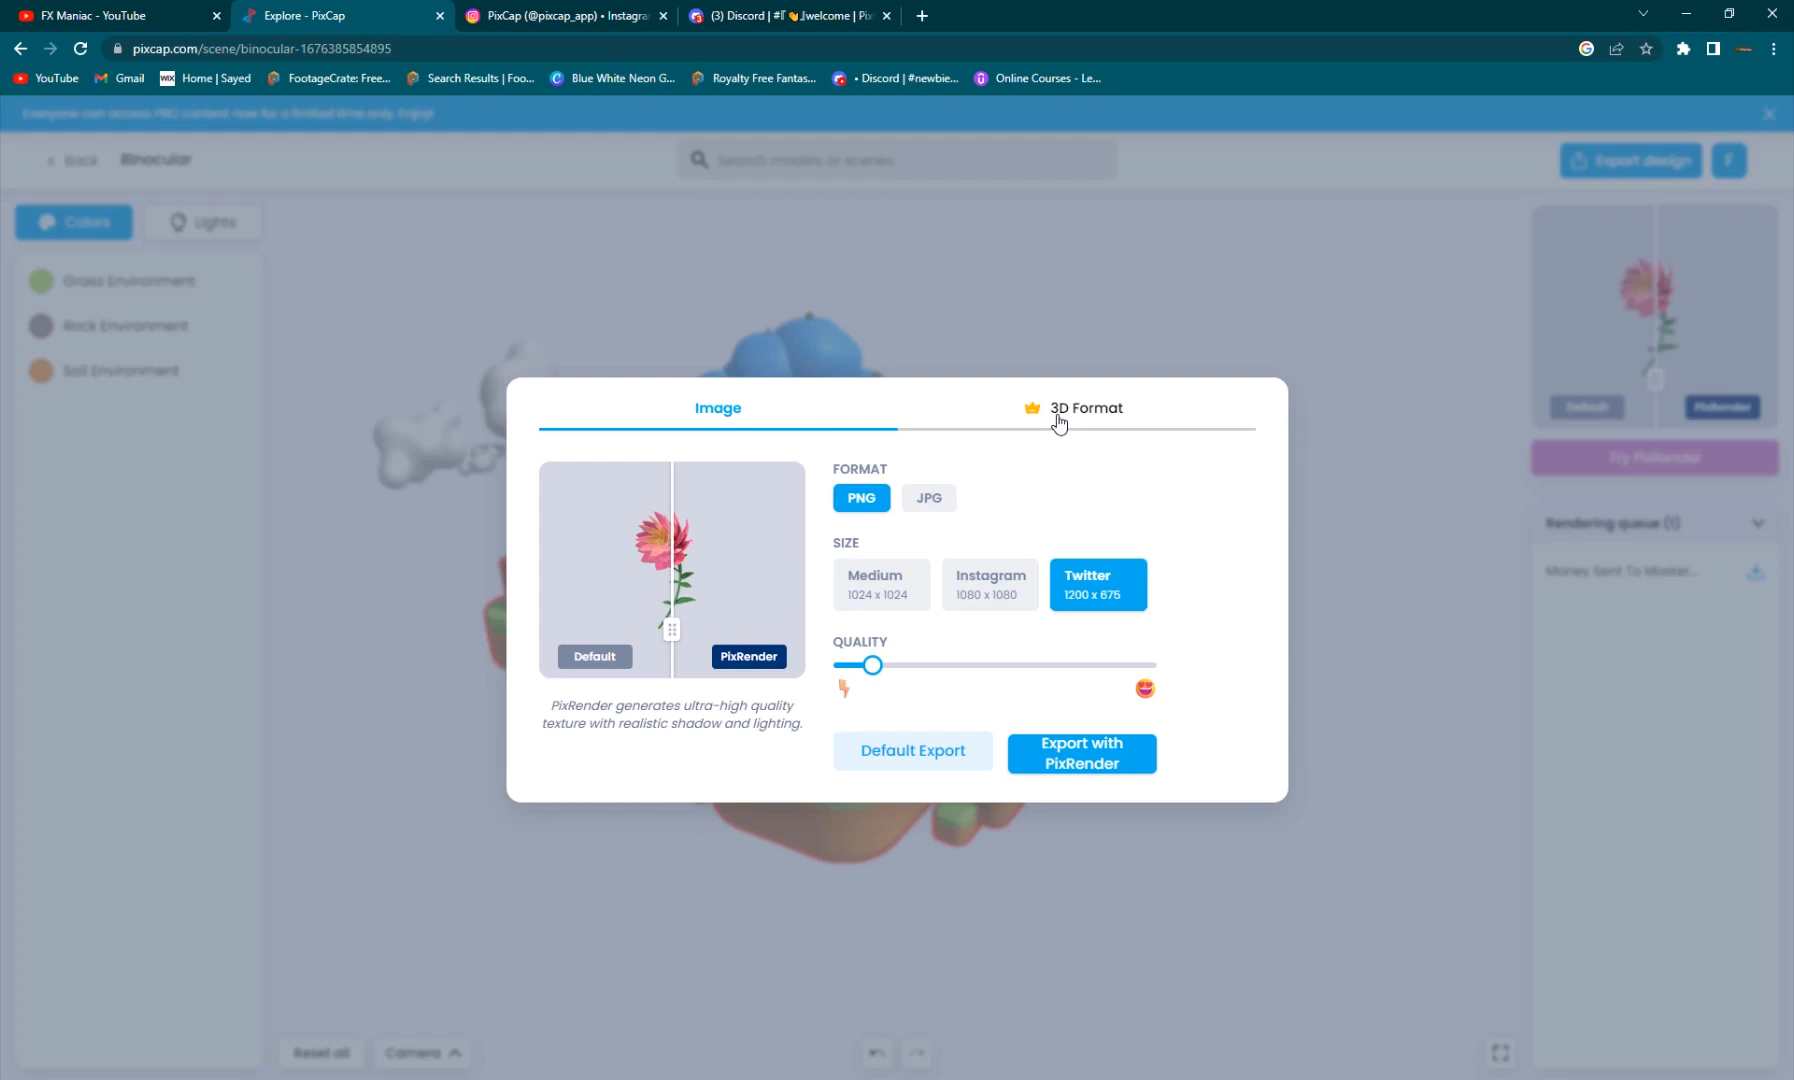 FX Maniac - YouTube
Explore - PixCap
PixCap (@pixcap_app) • Instagra
(3) Discord | #『👋』welcome | Pix
pixcap.com/scene/binocular-1676385854895
YouTube
Gmail
WIX Home | Sayed
FootageCrate: Free...
Search Results | Foo...
Blue White Neon G...
Royalty Free Fantas...
• Discord | #newbie...
Online Courses - Le...
Everyone can access PRO content now for a limited time only. Enjoy!
Back
Binocular
Search models or scenes
Export design
F
Colors
Lights
Grass Environment
Rock Environment
Soil Environment
Default
PixRender
Try PixRender
Rendering queue (1)
Money Sent To Master...
Image
3D Format
Default
PixRender
PixRender generates ultra-high quality
texture with realistic shadow and lighting.
FORMAT
PNG
JPG
SIZE
Medium
1024 x 1024
Instagram
1080 x 1080
Twitter
1200 x 675
QUALITY
Default Export
Export with
PixRender
Reset all
Camera